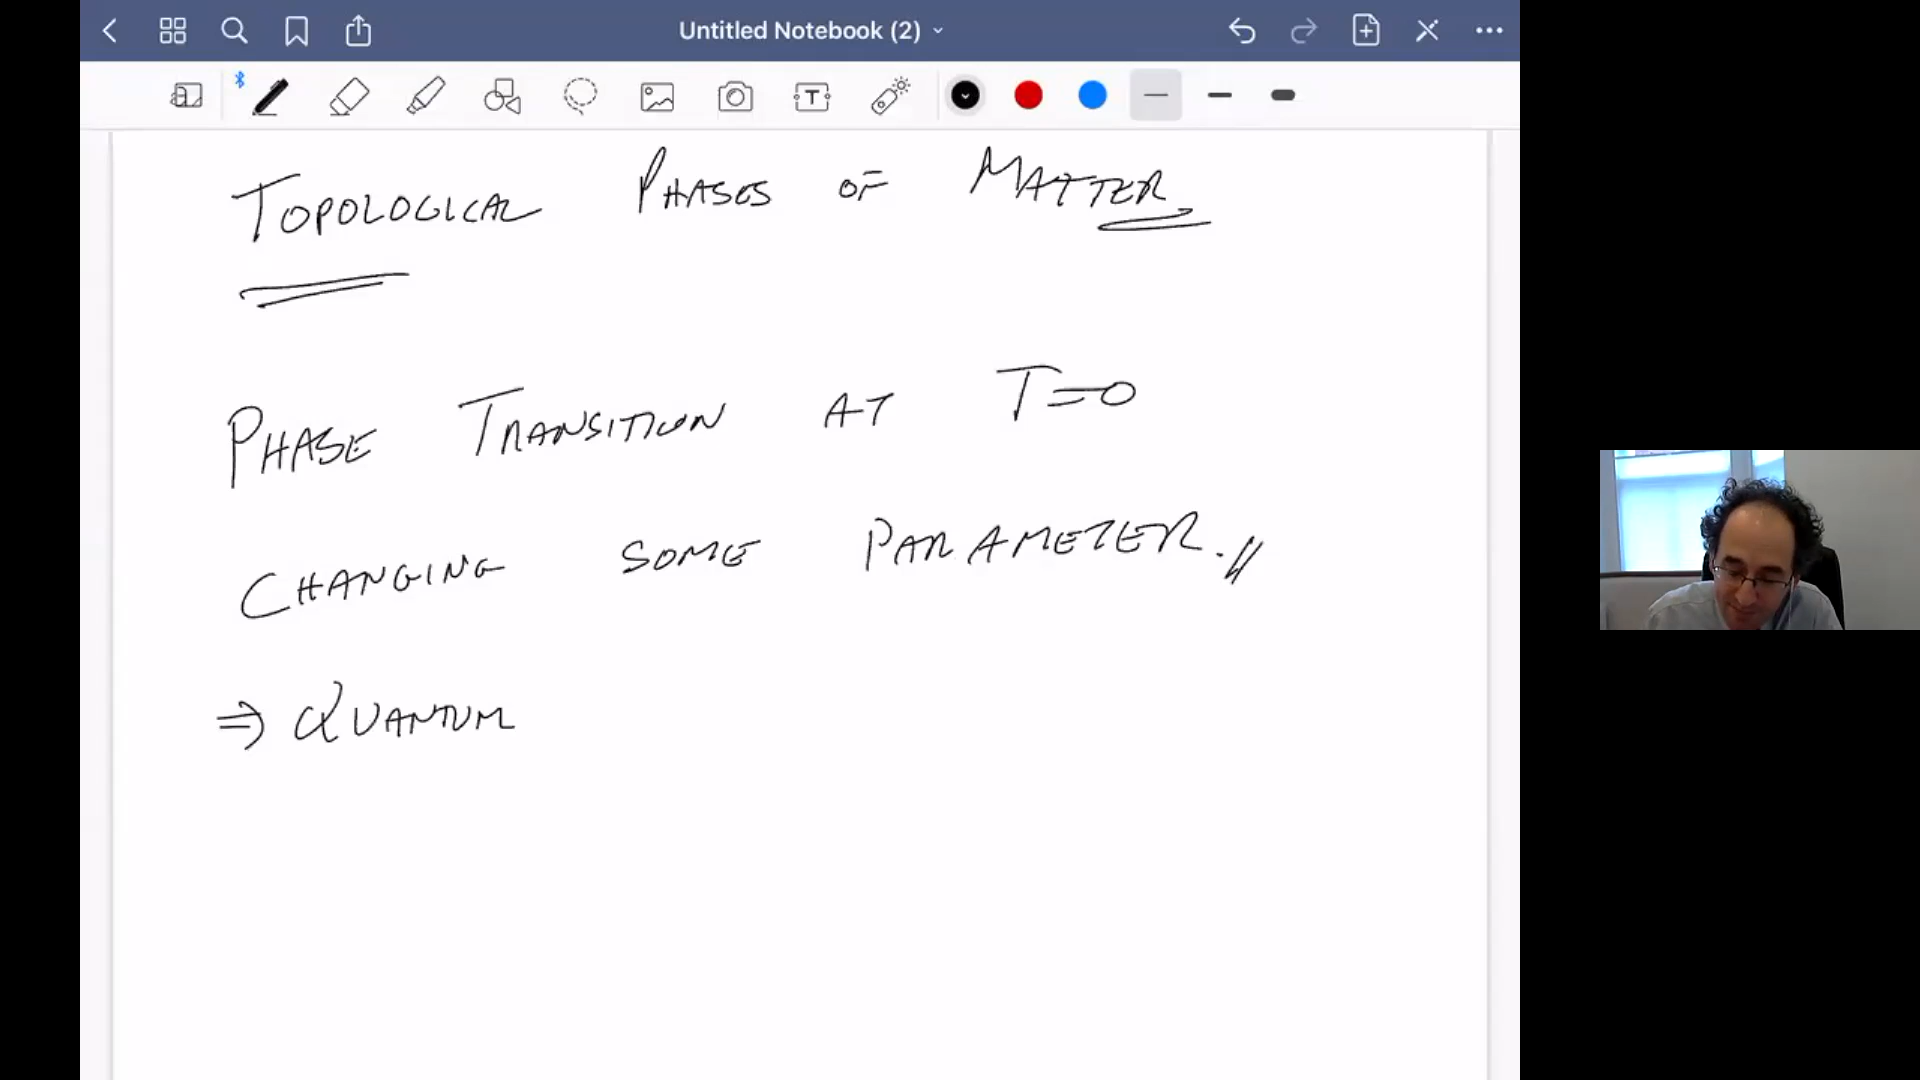 Untitled Notebook (2)
T
TOPOLOGICAL PHASES OF MATTER.
PHASE TRANSITION AT T=0
CHANGING SOME PARAMETER.
⇒ QUANTUM